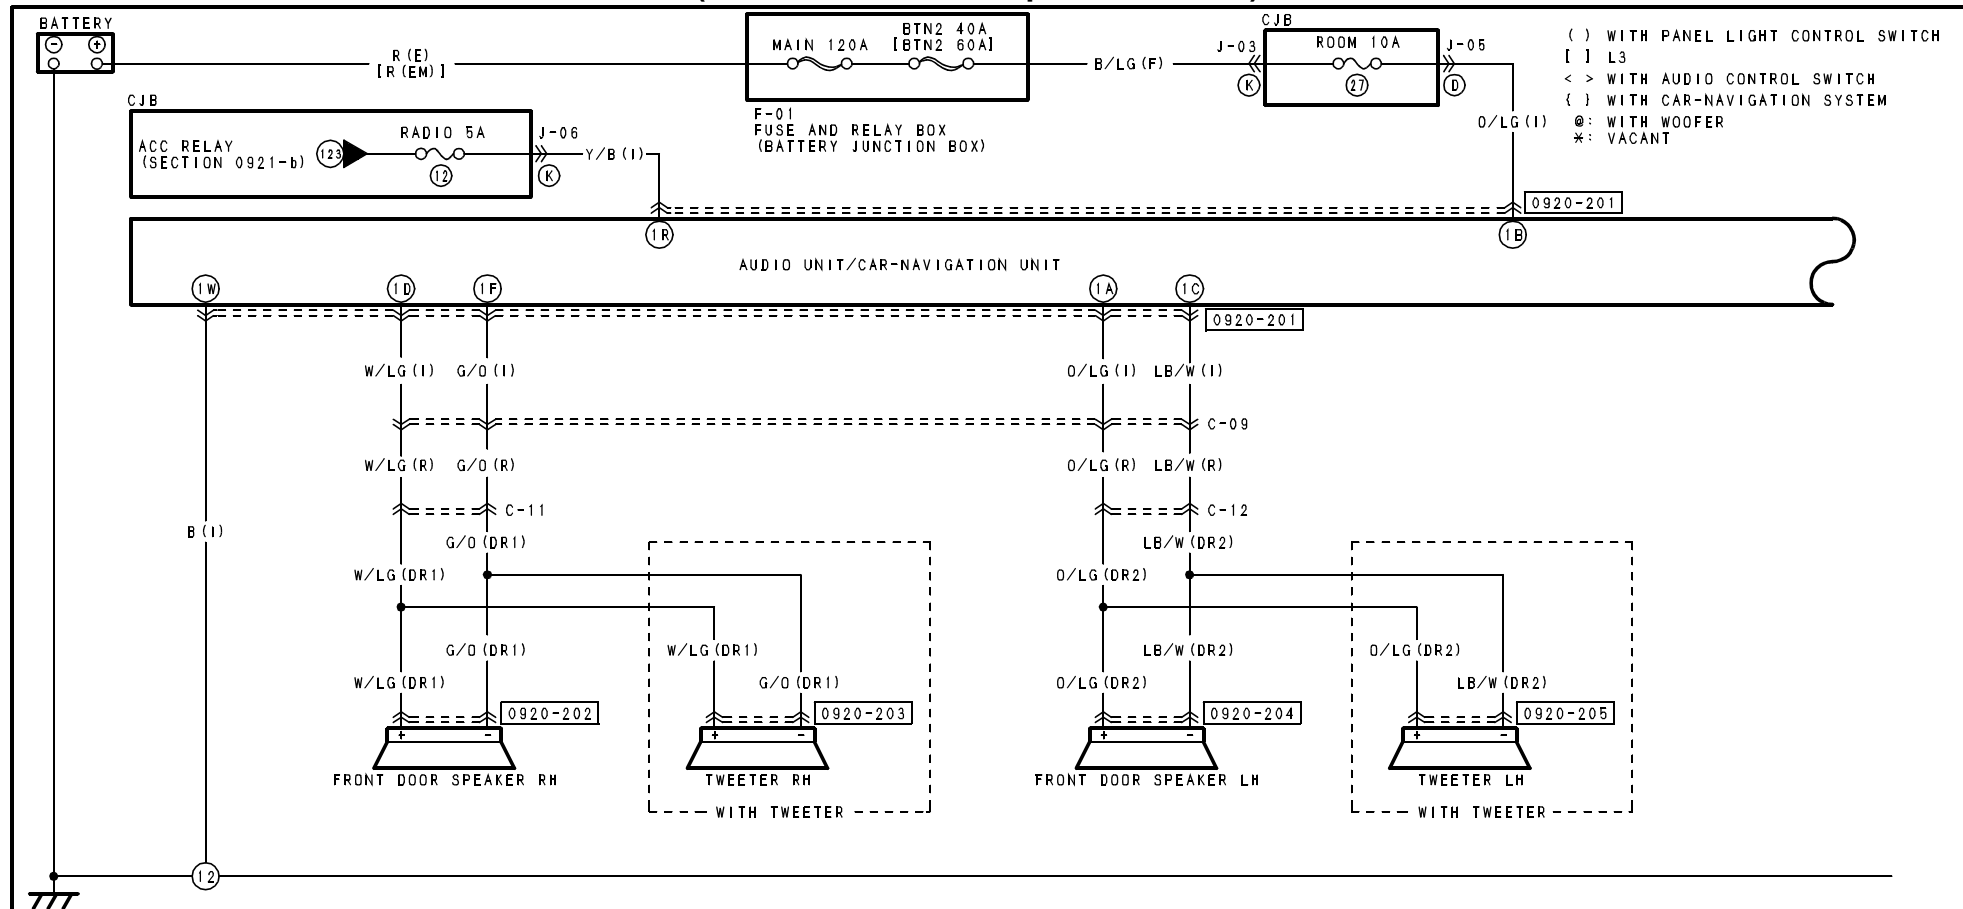 BATTERY
- +
R(E)
[R(EM)]
MAIN 120A
BTN2 40A
[BTN2 60A]
F-01
FUSE AND RELAY BOX
(BATTERY JUNCTION BOX)
B/LG(F)
J-03
K
CJB
ROOM 10A
27
J-05
D
O/LG(I)
( ) WITH PANEL LIGHT CONTROL SWITCH
[ ] L3
< > WITH AUDIO CONTROL SWITCH
{ } WITH CAR-NAVIGATION SYSTEM
@: WITH WOOFER
*: VACANT
CJB
ACC RELAY
(SECTION 0921-b)
123
RADIO 5A
12
J-06
K
Y/B(I)
0920-201
1R
1B
AUDIO UNIT/CAR-NAVIGATION UNIT
1W
1D
1F
1A
1C
0920-201
W/LG(I)
G/O(I)
O/LG(I)
LB/W(I)
C-09
W/LG(R)
G/O(R)
O/LG(R)
LB/W(R)
C-11
C-12
B(I)
G/O(DR1)
LB/W(DR2)
W/LG(DR1)
O/LG(DR2)
G/O(DR1)
W/LG(DR1)
LB/W(DR2)
O/LG(DR2)
W/LG(DR1)
G/O(DR1)
O/LG(DR2)
LB/W(DR2)
0920-202
0920-203
0920-204
0920-205
+ -
+ -
+ -
+ -
FRONT DOOR SPEAKER RH
TWEETER RH
FRONT DOOR SPEAKER LH
TWEETER LH
WITH TWEETER
WITH TWEETER
12